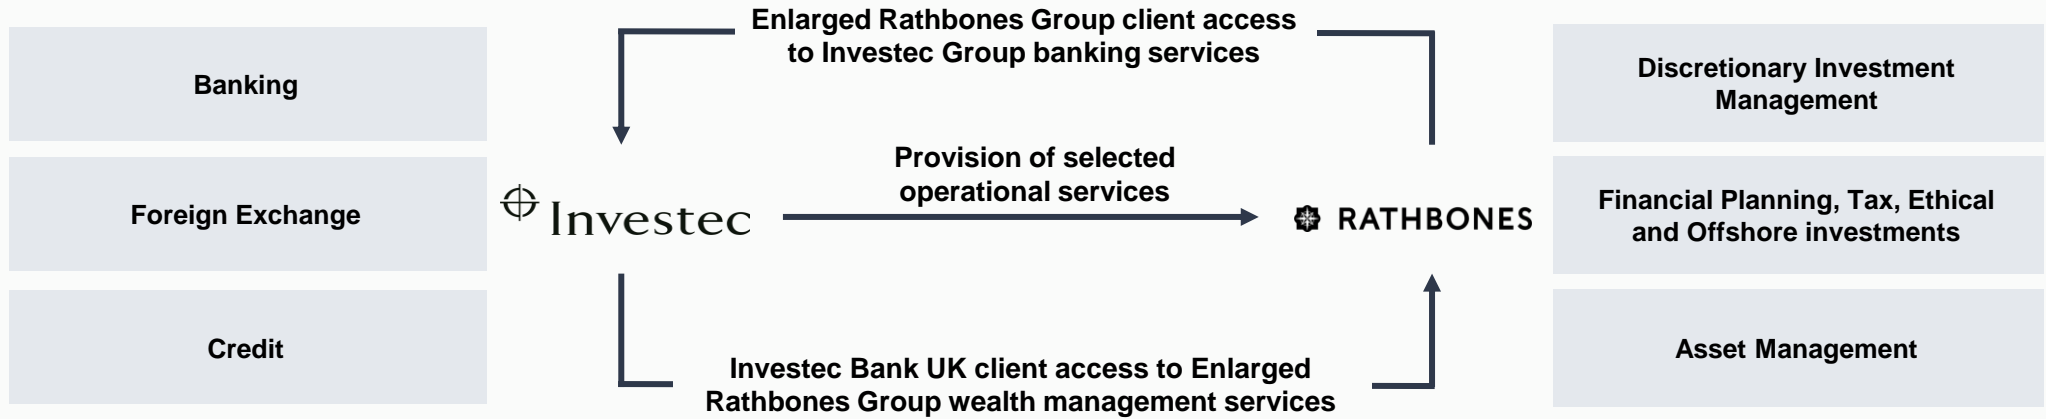 Enlarged Rathbones Group client access
to Investec Group banking services
Banking
Foreign Exchange
Credit
Investec
Provision of selected
operational services
RATHBONES
Investec Bank UK client access to Enlarged
Rathbones Group wealth management services
Discretionary Investment
Management
Financial Planning, Tax, Ethical
and Offshore investments
Asset Management